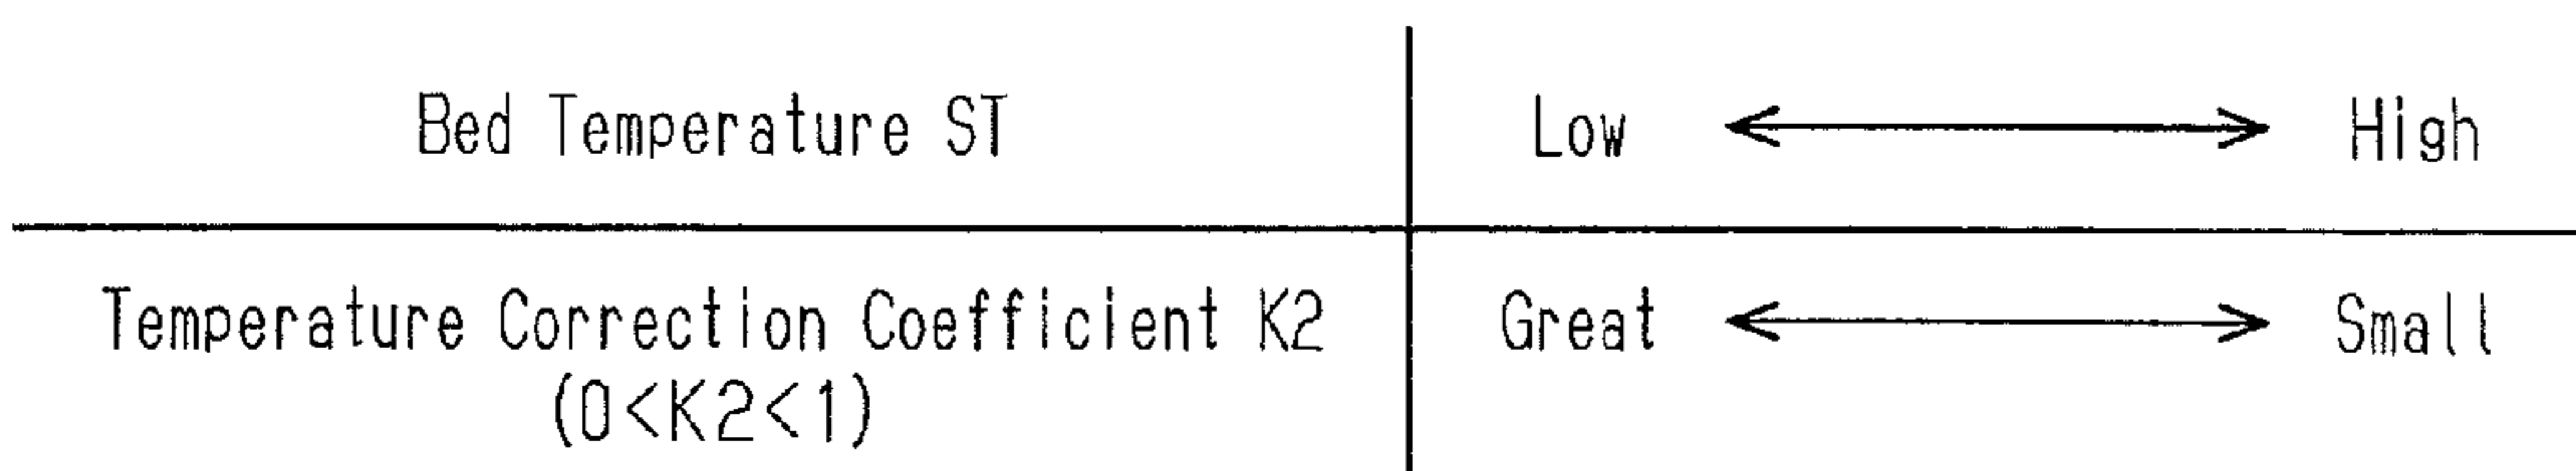 Bed Temperature ST Low ⟷ High
Temperature Correction Coefficient K2 Great ⟷ Small
(0<K2<1)